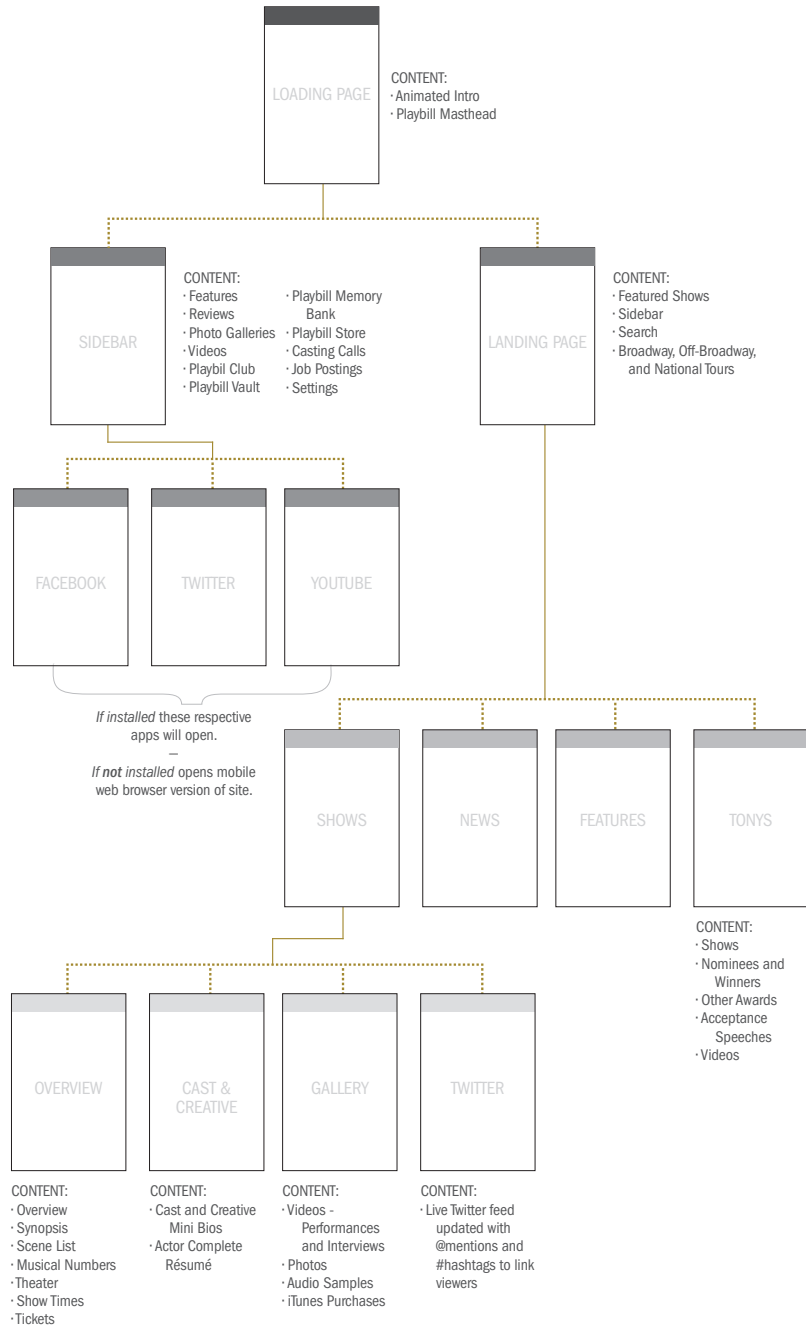 LOADING PAGE
CONTENT:
· Animated Intro
· Playbill Masthead
SIDEBAR
CONTENT:
· Features
· Reviews
· Photo Galleries
· Videos
· Playbil Club
· Playbill Vault
· Playbill Memory
Bank
· Playbill Store
· Casting Calls
· Job Postings
· Settings
LANDING PAGE
CONTENT:
· Featured Shows
· Sidebar
· Search
· Broadway, Off-Broadway,
and National Tours
FACEBOOK
TWITTER
YOUTUBE
If installed these respective
apps will open.
—
If not installed opens mobile
web browser version of site.
SHOWS
NEWS
FEATURES
TONYS
CONTENT:
· Shows
· Nominees and
Winners
· Other Awards
· Acceptance
Speeches
· Videos
OVERVIEW
CONTENT:
· Overview
· Synopsis
· Scene List
· Musical Numbers
· Theater
· Show Times
· Tickets
CAST &
CREATIVE
CONTENT:
· Cast and Creative
Mini Bios
· Actor Complete
Résumé
GALLERY
CONTENT:
· Videos -
Performances
and Interviews
· Photos
· Audio Samples
· iTunes Purchases
TWITTER
CONTENT:
· Live Twitter feed
updated with
@mentions and
#hashtags to link
viewers